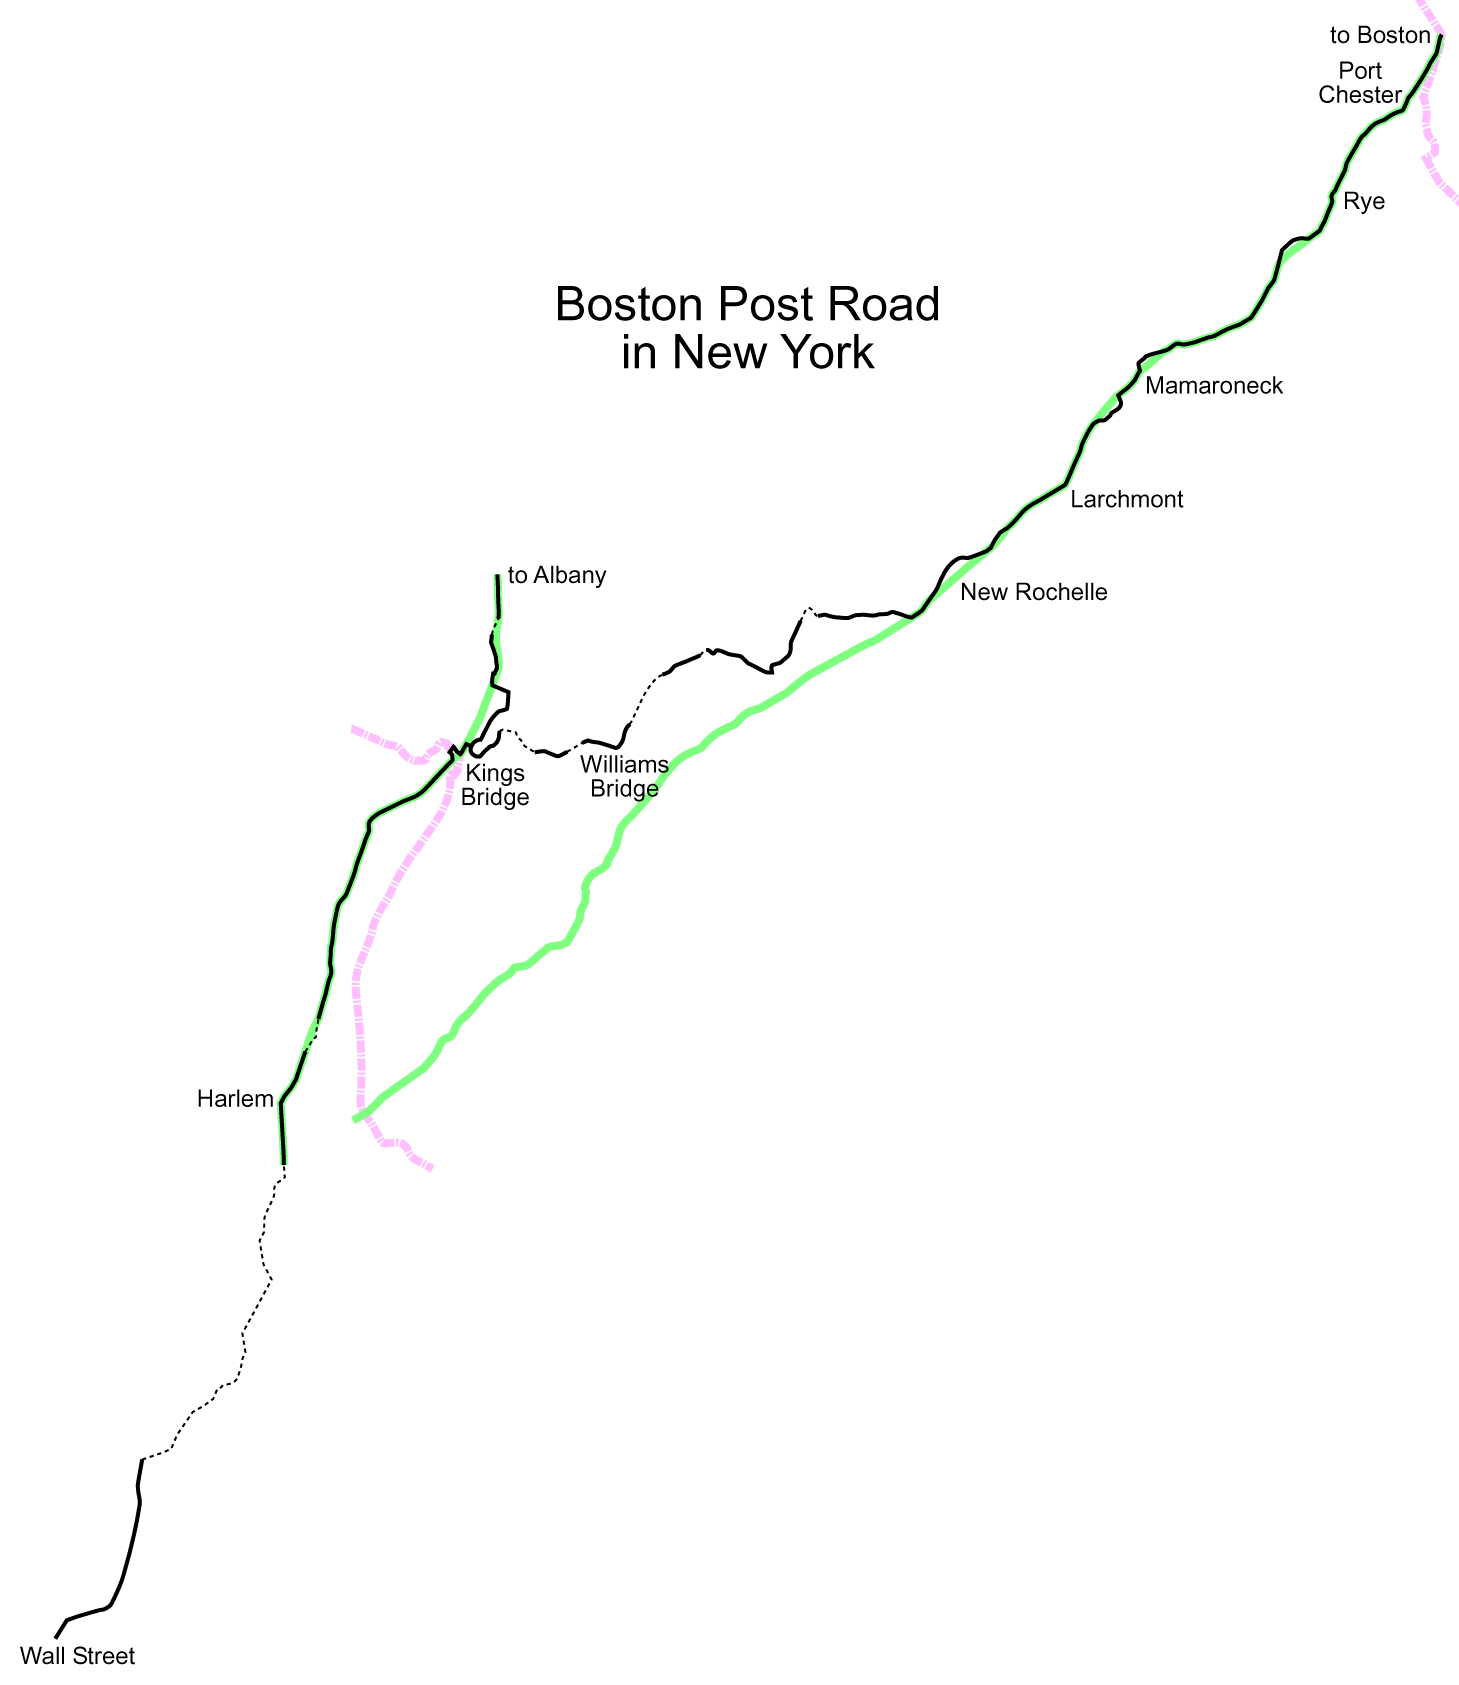 to Boston
Port
Chester
Rye
Boston Post Road
in New York
Mamaroneck
Larchmont
to Albany
New Rochelle
Williams
Bridge
Kings
Bridge
Harlem
Wall Street